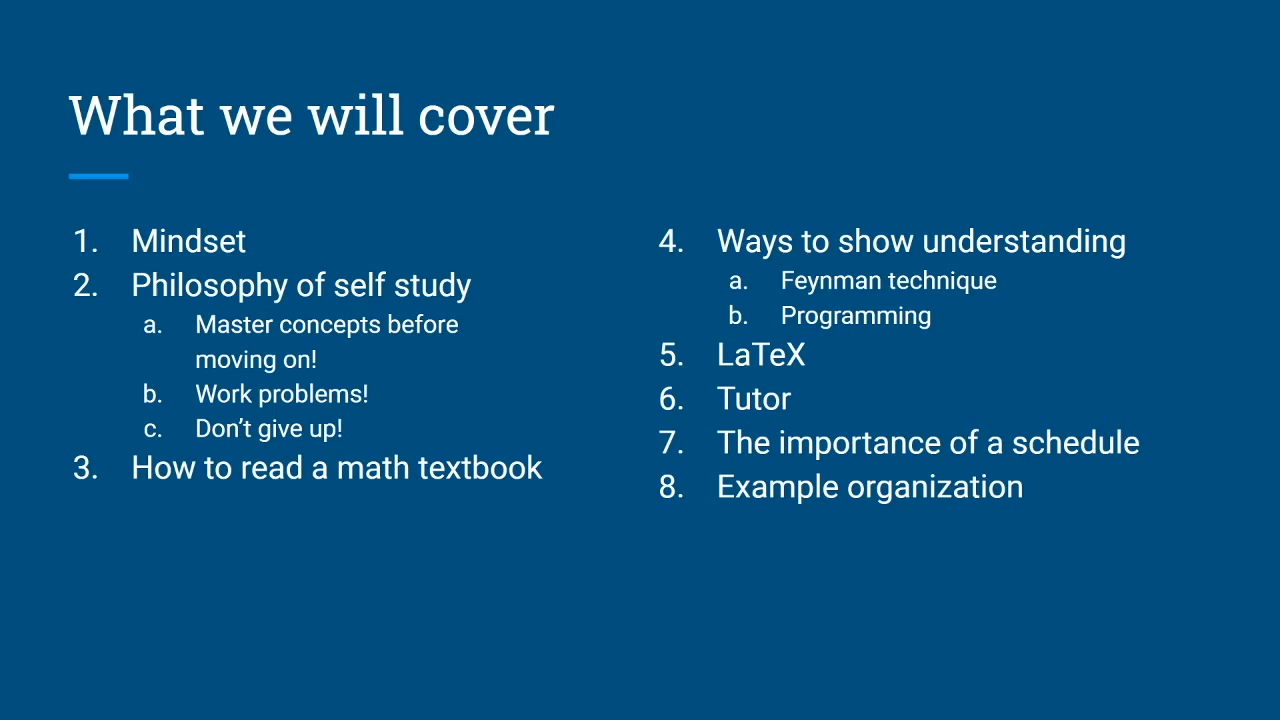 What we will cover
1. Mindset
2. Philosophy of self study
a. Master concepts before
moving on!
b. Work problems!
c. Don’t give up!
3. How to read a math textbook
4. Ways to show understanding
a. Feynman technique
b. Programming
5. LaTeX
6. Tutor
7. The importance of a schedule
8. Example organization